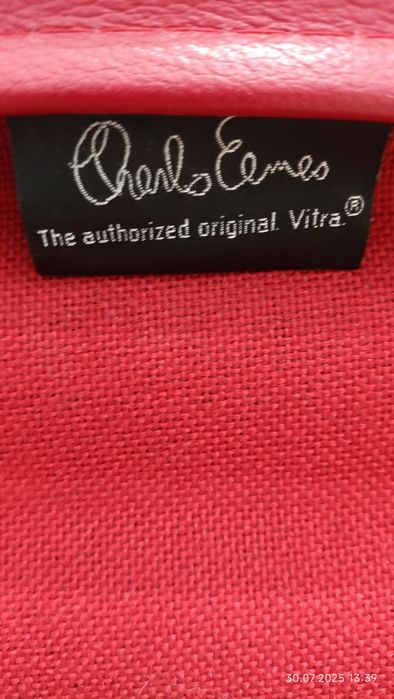 Charles Eames
The authorized original. Vitra.®
30.07.2025 13:39